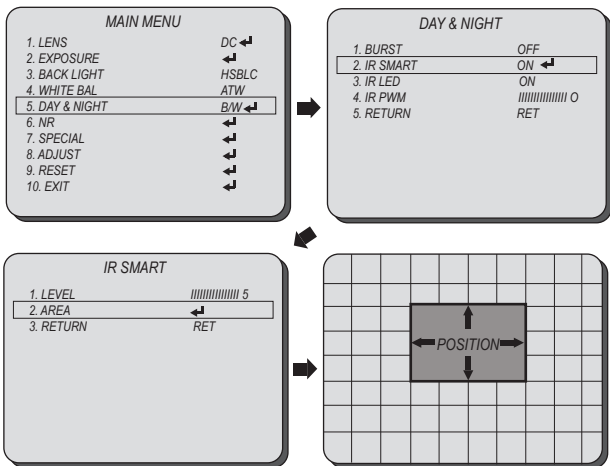 MAIN MENU
1. LENS DC
2. EXPOSURE
3. BACK LIGHT HSBLC
4. WHITE BAL ATW
5. DAY & NIGHT B/W
6. NR
7. SPECIAL
8. ADJUST
9. RESET
10. EXIT
DAY & NIGHT
1. BURST OFF
2. IR SMART ON
3. IR LED ON
4. IR PWM IIIIIIIIIIIIIIII O
5. RETURN RET
IR SMART
1. LEVEL IIIIIIIIIIIIIIII 5
2. AREA
3. RETURN RET
POSITION